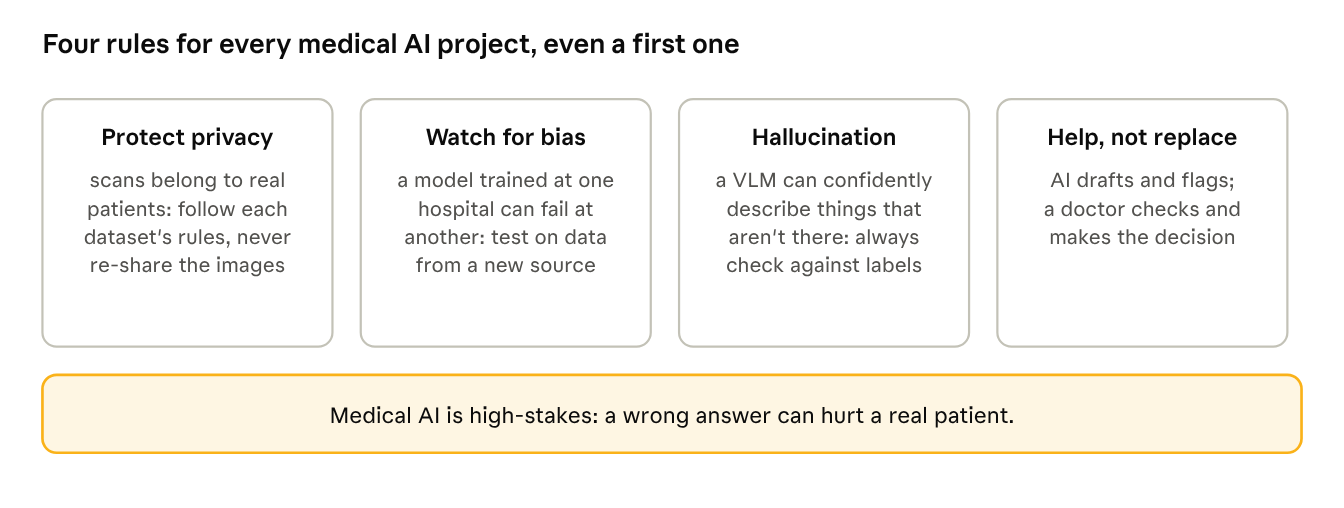 Four rules for every medical AI project, even a first one
Protect privacy
scans belong to real
patients: follow each
dataset's rules, never
re-share the images
Watch for bias
a model trained at one
hospital can fail at
another: test on data
from a new source
Hallucination
a VLM can confidently
describe things that
aren't there: always
check against labels
Help, not replace
AI drafts and flags;
a doctor checks and
makes the decision
Medical AI is high-stakes: a wrong answer can hurt a real patient.